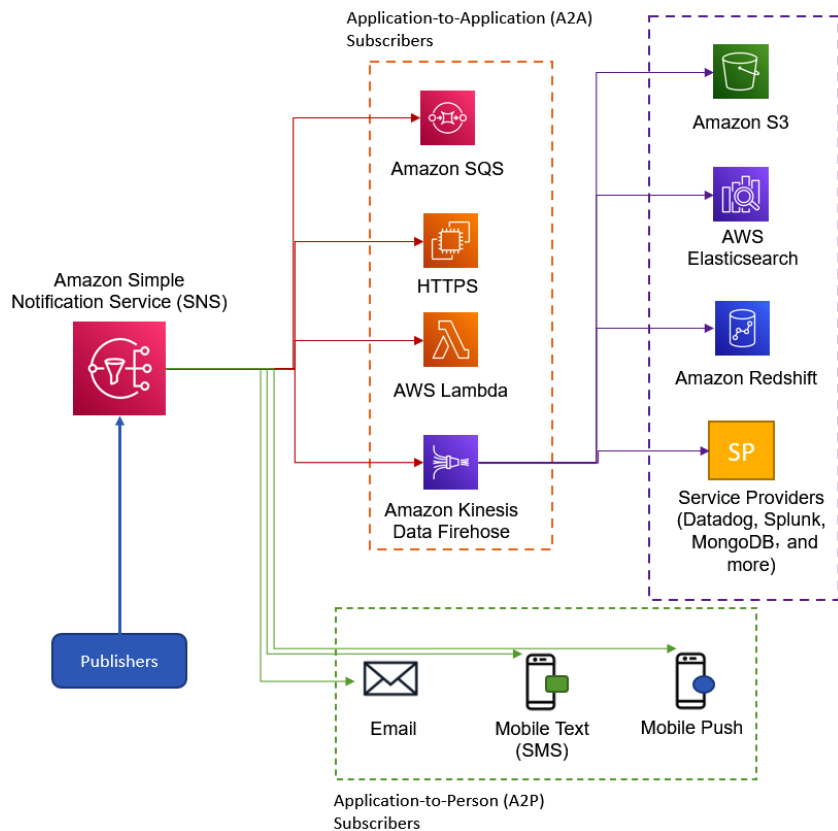 Application-to-Application (A2A)
Subscribers
Amazon S3
Amazon SQS
AWS
Elasticsearch
HTTPS
Amazon Simple
Notification Service (SNS)
AWS Lambda
Amazon Redshift
SP
Amazon Kinesis
Data Firehose
Service Providers
(Datadog, Splunk,
MongoDB, and
more)
Publishers
Email
Mobile Text
(SMS)
Mobile Push
Application-to-Person (A2P)
Subscribers